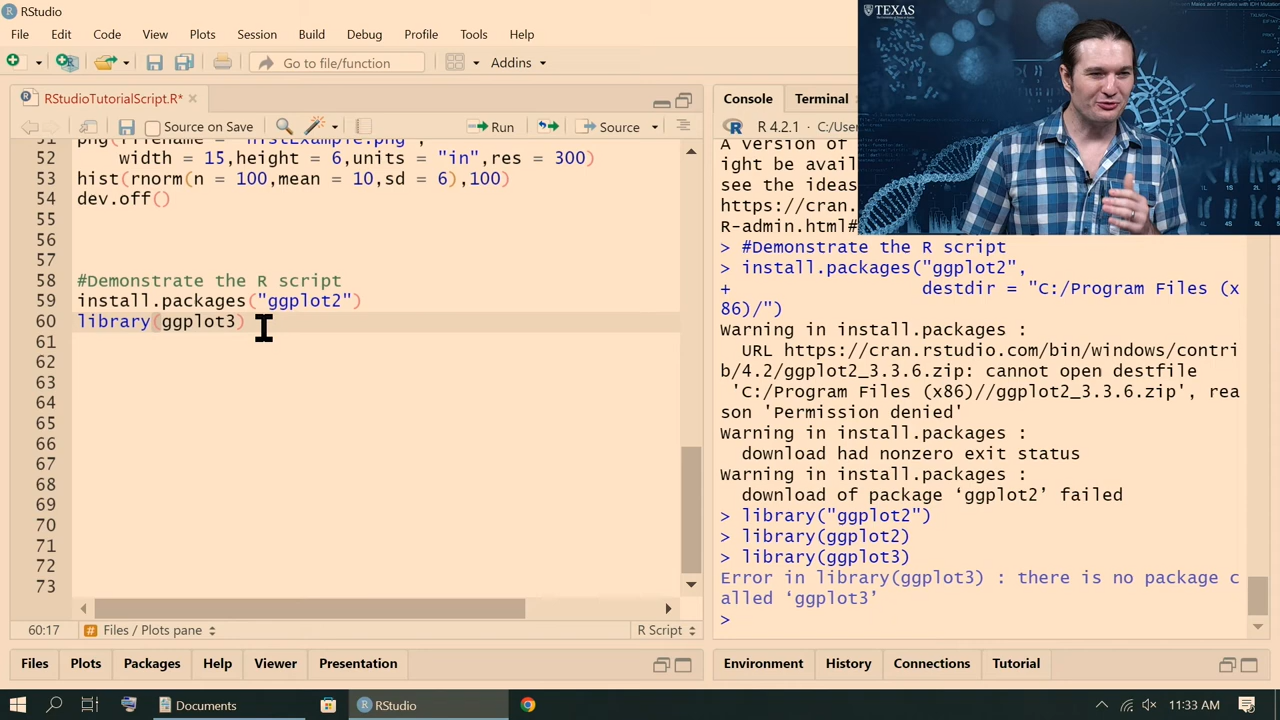 RStudio
File Edit Code View Plots Session Build Debug Profile Tools Help
Go to file/function Addins
RStudioTutorialScript.R*
Source on Save Run Source
52 width = 15,height = 6,units = "in",res = 300)
53 hist(rnorm(n = 100,mean = 10,sd = 6),100)
54 dev.off()
55
56
57
58 #Demonstrate the R script
59 install.packages("ggplot2")
60 library(ggplot3)
61
62
63
64
65
66
67
68
69
70
71
72
73
60:17 # Files / Plots pane R Script
Files Plots Packages Help Viewer Presentation
TEXAS
Console Terminal
R 4.2.1 · C:/User
A version of
ight be avail
see the ideas
https://cran.
R-admin.html#
> #Demonstrate the R script
> install.packages("ggplot2",
+ destdir = "C:/Program Files (x
86)/")
Warning in install.packages :
URL https://cran.rstudio.com/bin/windows/contri
b/4.2/ggplot2_3.3.6.zip: cannot open destfile
'C:/Program Files (x86)//ggplot2_3.3.6.zip', rea
son 'Permission denied'
Warning in install.packages :
download had nonzero exit status
Warning in install.packages :
download of package ‘ggplot2’ failed
> library("ggplot2")
> library(ggplot2)
> library(ggplot3)
Error in library(ggplot3) : there is no package c
alled ‘ggplot3’
>
Environment History Connections Tutorial
Documents RStudio 11:33 AM